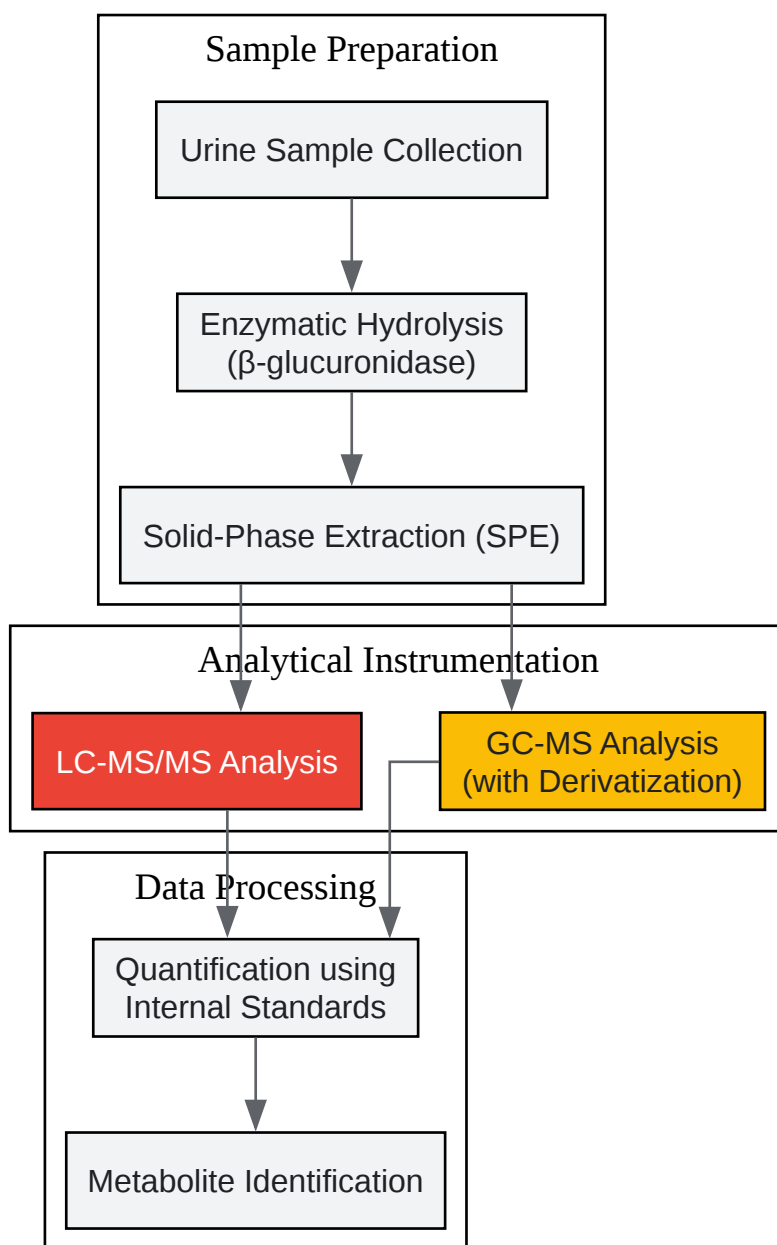 Sample Preparation
Urine Sample Collection
Enzymatic Hydrolysis
(β-glucuronidase)
Solid-Phase Extraction (SPE)
Analytical Instrumentation
LC-MS/MS Analysis
GC-MS Analysis
(with Derivatization)
Data Processing
Quantification using
Internal Standards
Metabolite Identification